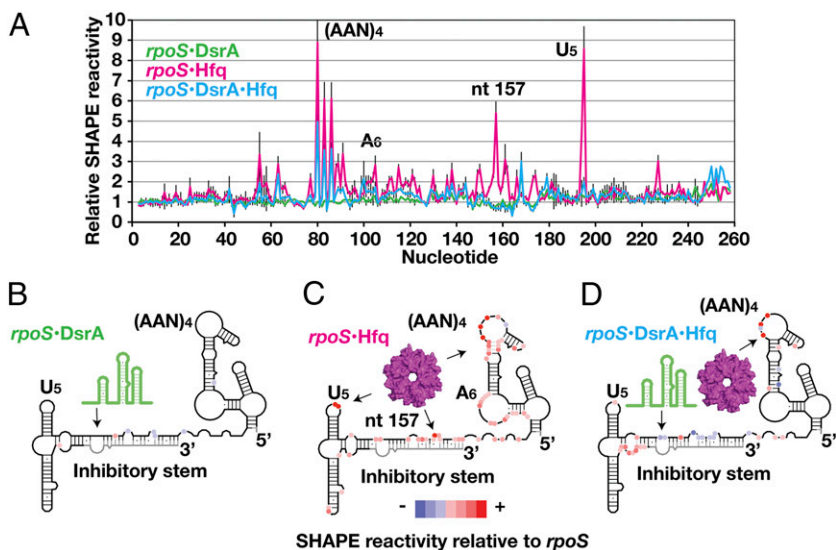 A
Relative SHAPE reactivity
10
9
8
7
6
5
4
3
2
1
0
rpoS•DsrA
rpoS•Hfq
rpoS•DsrA•Hfq
(AAN)4
A6
nt 157
U5
0 20 40 60 80 100 120 140 160 180 200 220 240 260
Nucleotide
B
rpoS•DsrA
(AAN)4
U5
Inhibitory stem
3’
5’
C
rpoS•Hfq
(AAN)4
U5
A6
nt 157
Inhibitory stem
3’
5’
- +
D
rpoS•DsrA•Hfq
(AAN)4
U5
Inhibitory stem
3’
5’
SHAPE reactivity relative to rpoS